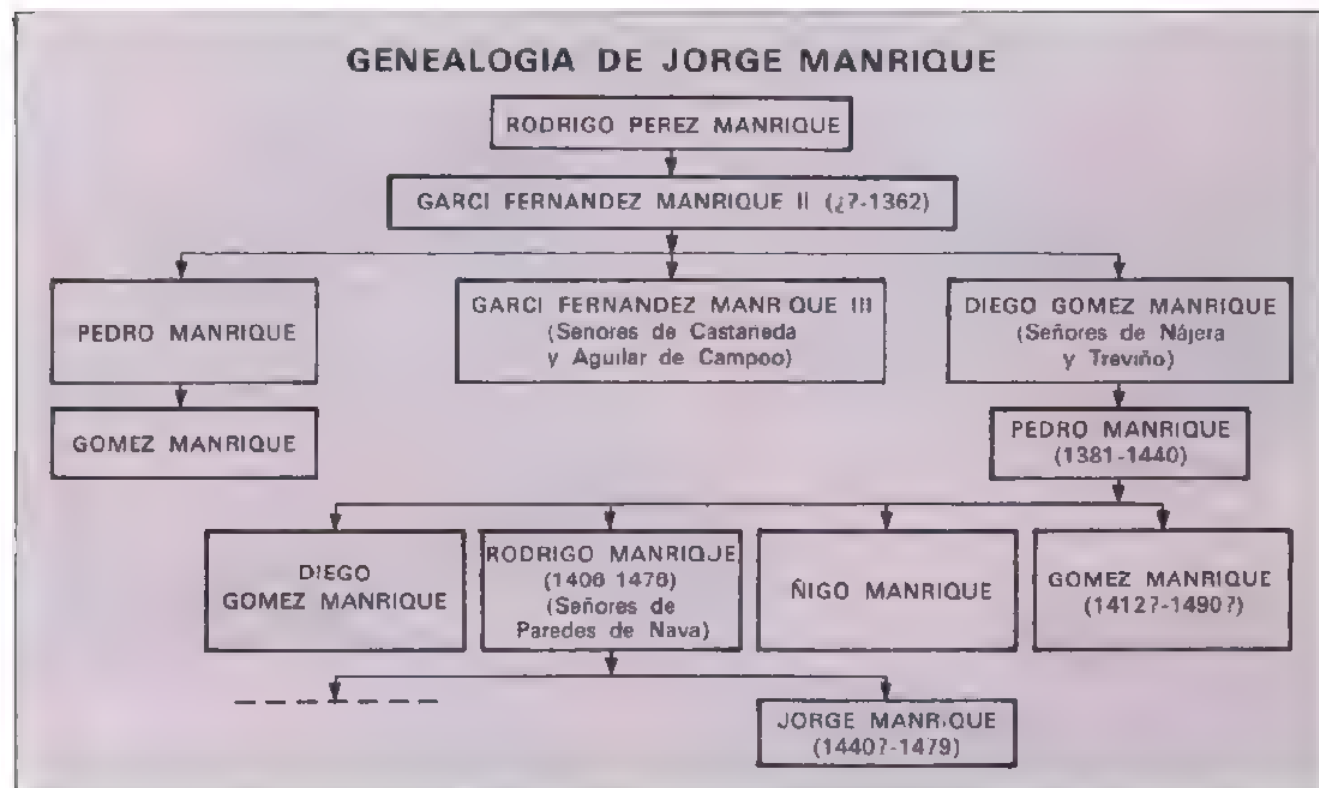 GENEALOGIA DE JORGE MANRIQUE
RODRIGO PEREZ MANRIQUE
GARCI FERNANDEZ MANRIQUE II (¿?-1362)
PEDRO MANRIQUE
GARCI FERNANDEZ MANRIQUE III
(Senores de Castañeda
y Aguilar de Campoo)
DIEGO GOMEZ MANRIQUE
(Señores de Nájera
y Treviño)
GOMEZ MANRIQUE
PEDRO MANRIQUE
(1381-1440)
DIEGO
GOMEZ MANRIQUE
RODRIGO MANRIQUE
(1406 1476)
(Señores de
Paredes de Nava)
ÑIGO MANRIQUE
GOMEZ MANRIQUE
(1412?-1490?)
JORGE MANRIQUE
(1440?-1479)